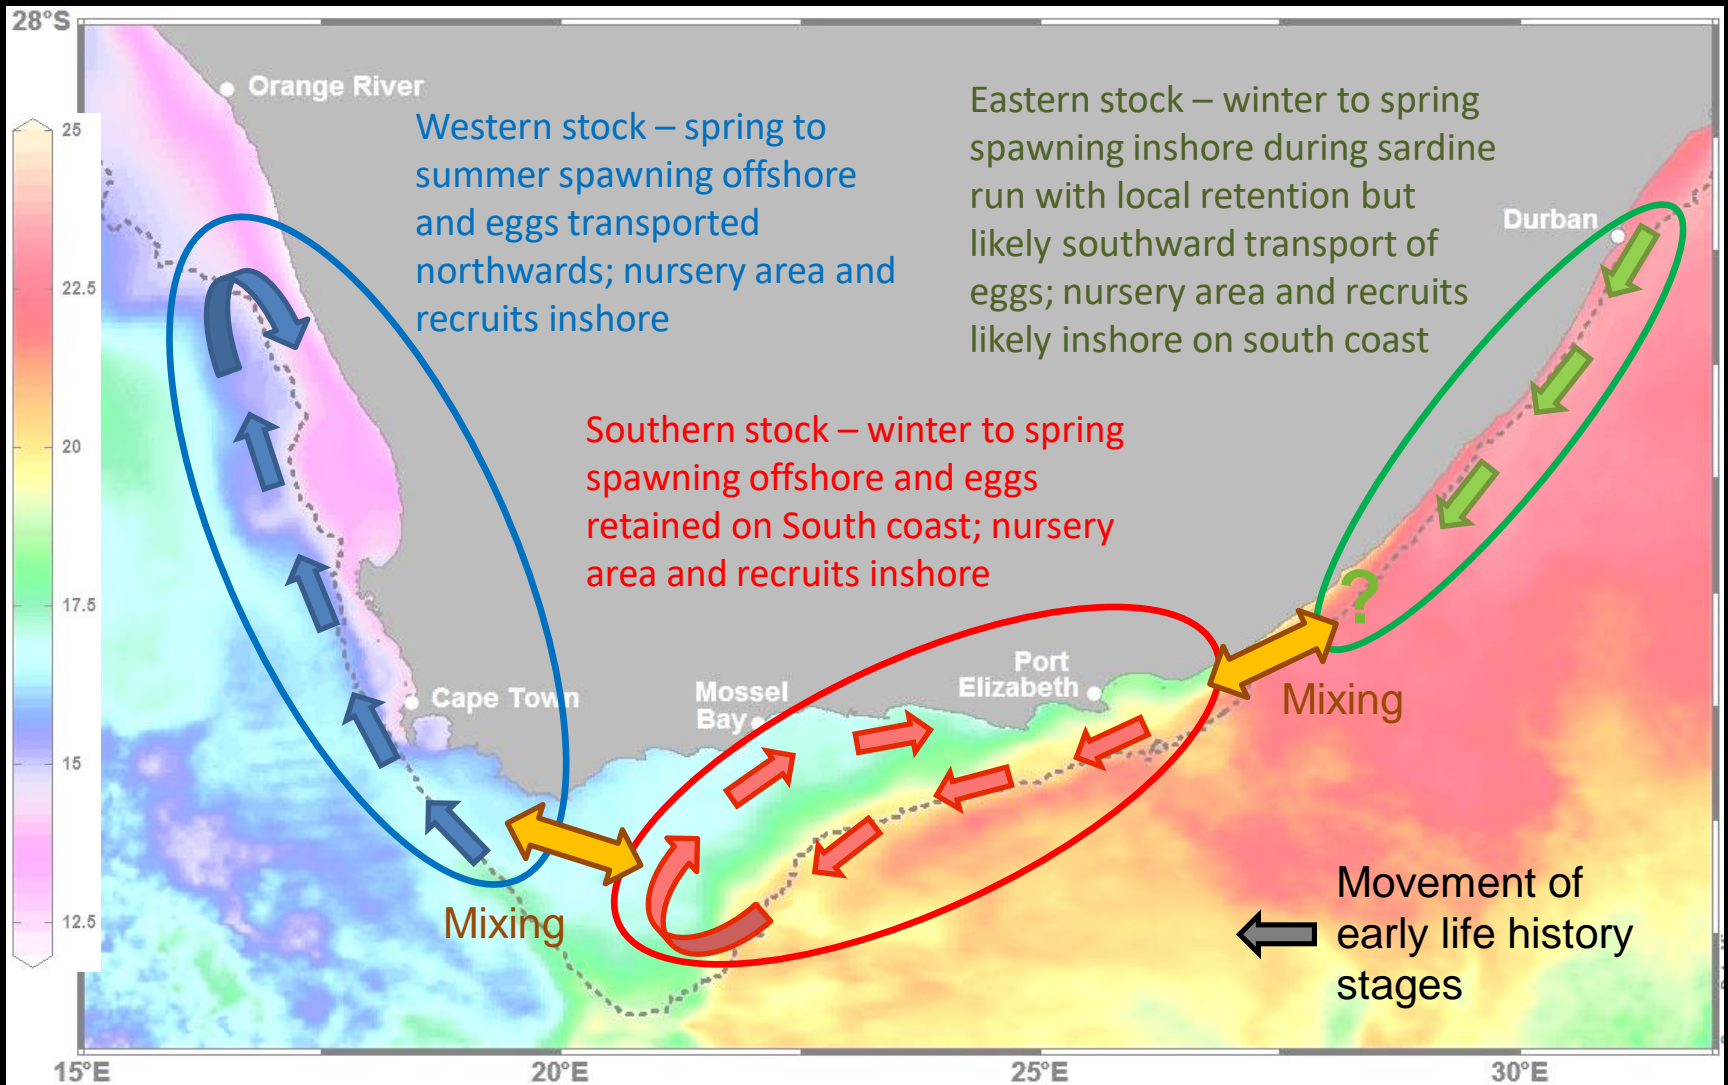 28°S
Orange River
25
22.5
20
17.5
15
12.5
Western stock – spring to
summer spawning offshore
and eggs transported
northwards; nursery area and
recruits inshore
Eastern stock – winter to spring
spawning inshore during sardine
run with local retention but
likely southward transport of
eggs; nursery area and recruits
likely inshore on south coast
Durban
Southern stock – winter to spring
spawning offshore and eggs
retained on South coast; nursery
area and recruits inshore
?
Cape Town
Mossel
Bay
Port
Elizabeth
Mixing
Mixing
Movement of
early life history
stages
15°E
20°E
25°E
30°E